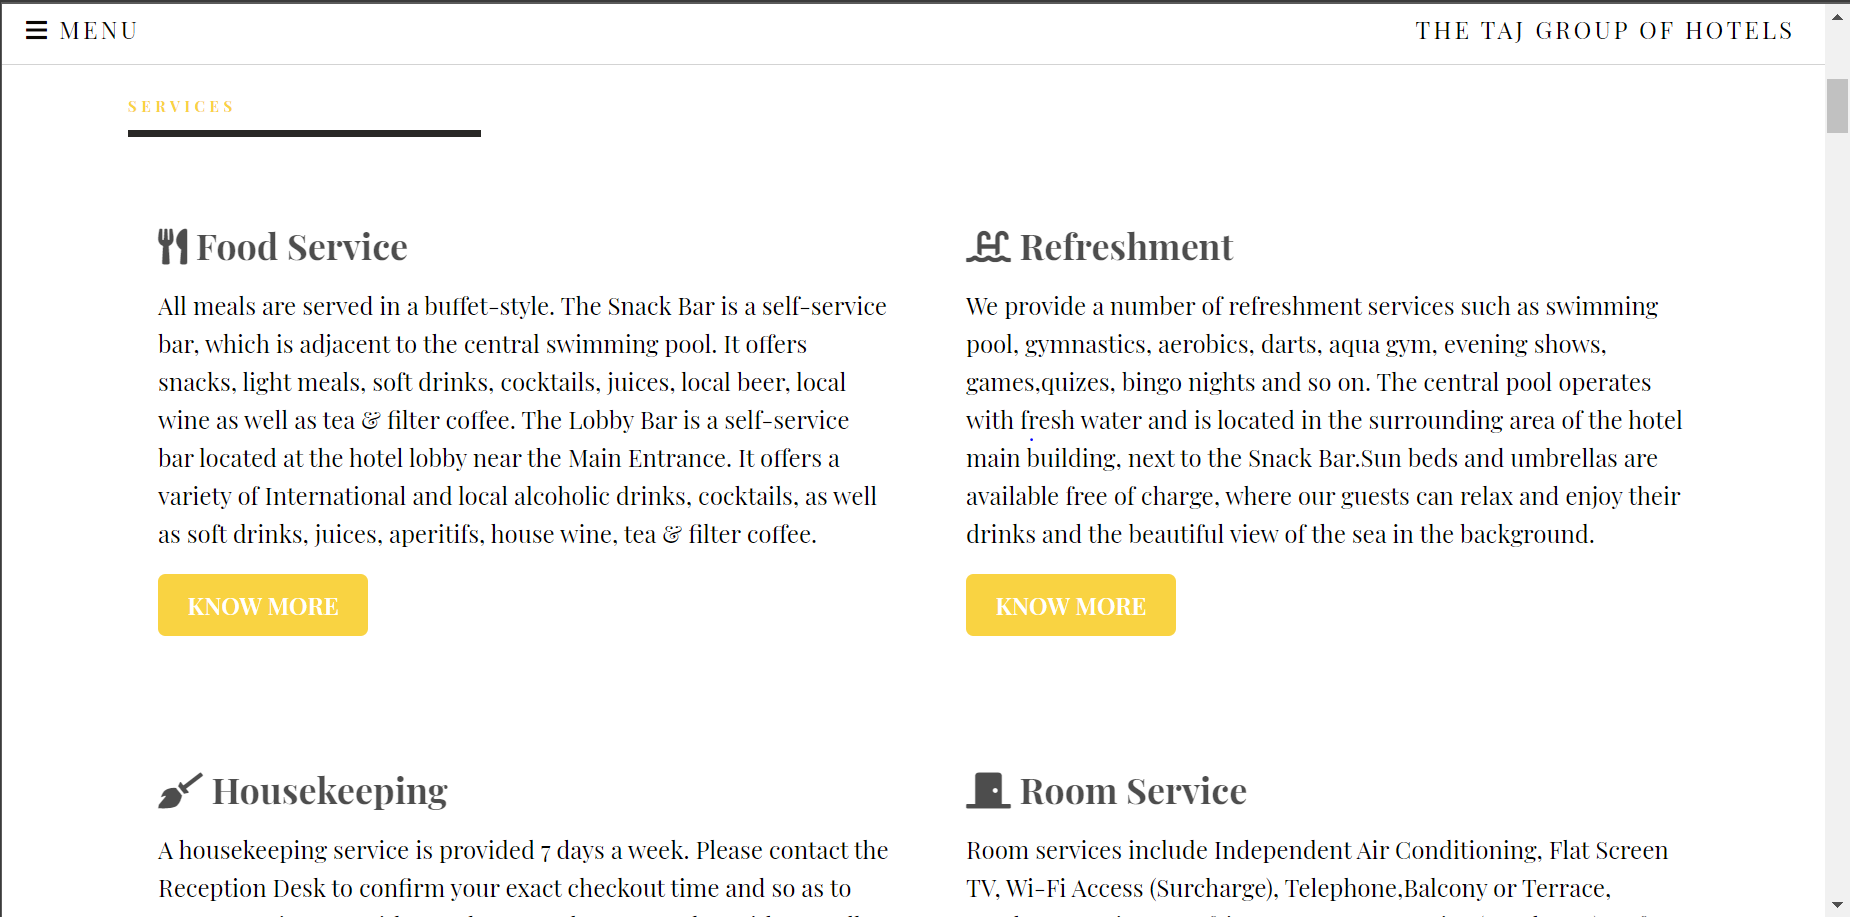 MENU
THE TAJ GROUP OF HOTELS
SERVICES
Food Service
All meals are served in a buffet-style. The Snack Bar is a self-service
bar, which is adjacent to the central swimming pool. It offers
snacks, light meals, soft drinks, cocktails, juices, local beer, local
wine as well as tea & filter coffee. The Lobby Bar is a self-service
bar located at the hotel lobby near the Main Entrance. It offers a
variety of International and local alcoholic drinks, cocktails, as well
as soft drinks, juices, aperitifs, house wine, tea & filter coffee.
KNOW MORE
Refreshment
We provide a number of refreshment services such as swimming
pool, gymnastics, aerobics, darts, aqua gym, evening shows,
games,quizes, bingo nights and so on. The central pool operates
with fresh water and is located in the surrounding area of the hotel
main building, next to the Snack Bar.Sun beds and umbrellas are
available free of charge, where our guests can relax and enjoy their
drinks and the beautiful view of the sea in the background.
KNOW MORE
Housekeeping
A housekeeping service is provided 7 days a week. Please contact the
Reception Desk to confirm your exact checkout time and so as to
Room Service
Room services include Independent Air Conditioning, Flat Screen
TV, Wi-Fi Access (Surcharge), Telephone,Balcony or Terrace,